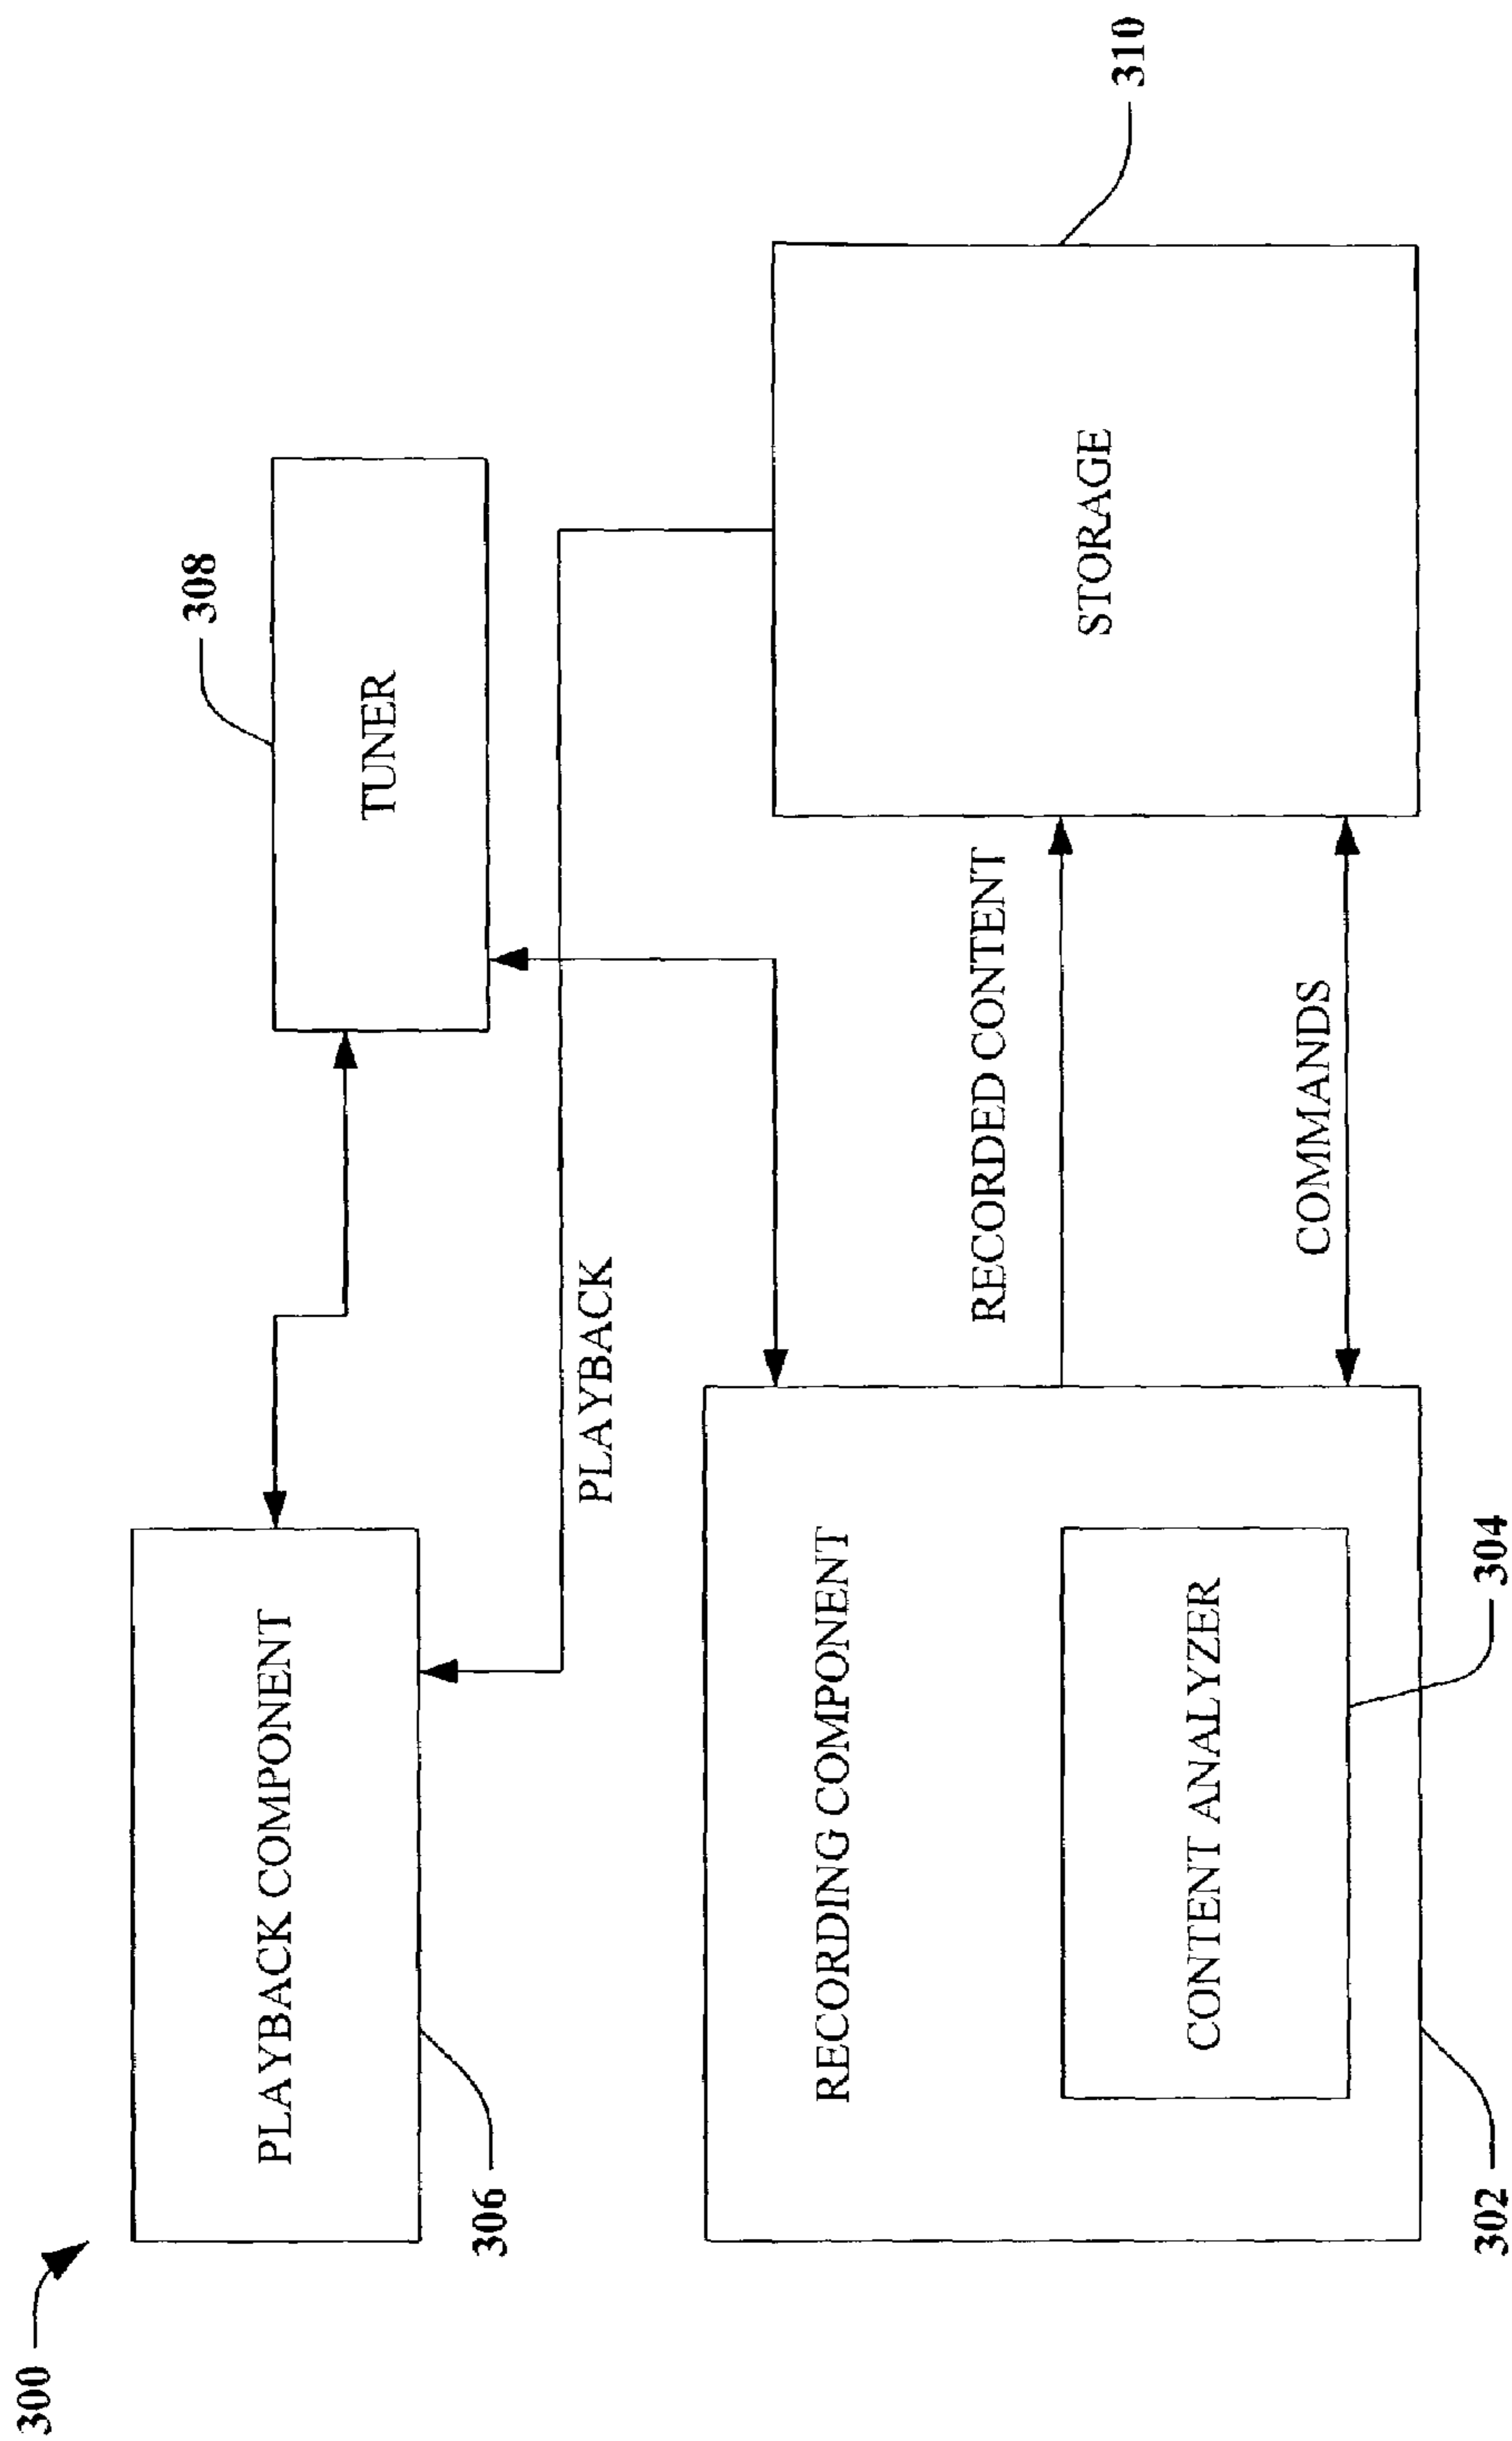 300
PLAYBACK COMPONENT
306
308
TUNER
PLAYBACK
RECORDING COMPONENT
CONTENT ANALYZER
304
302
RECORDED CONTENT
COMMANDS
STORAGE
310